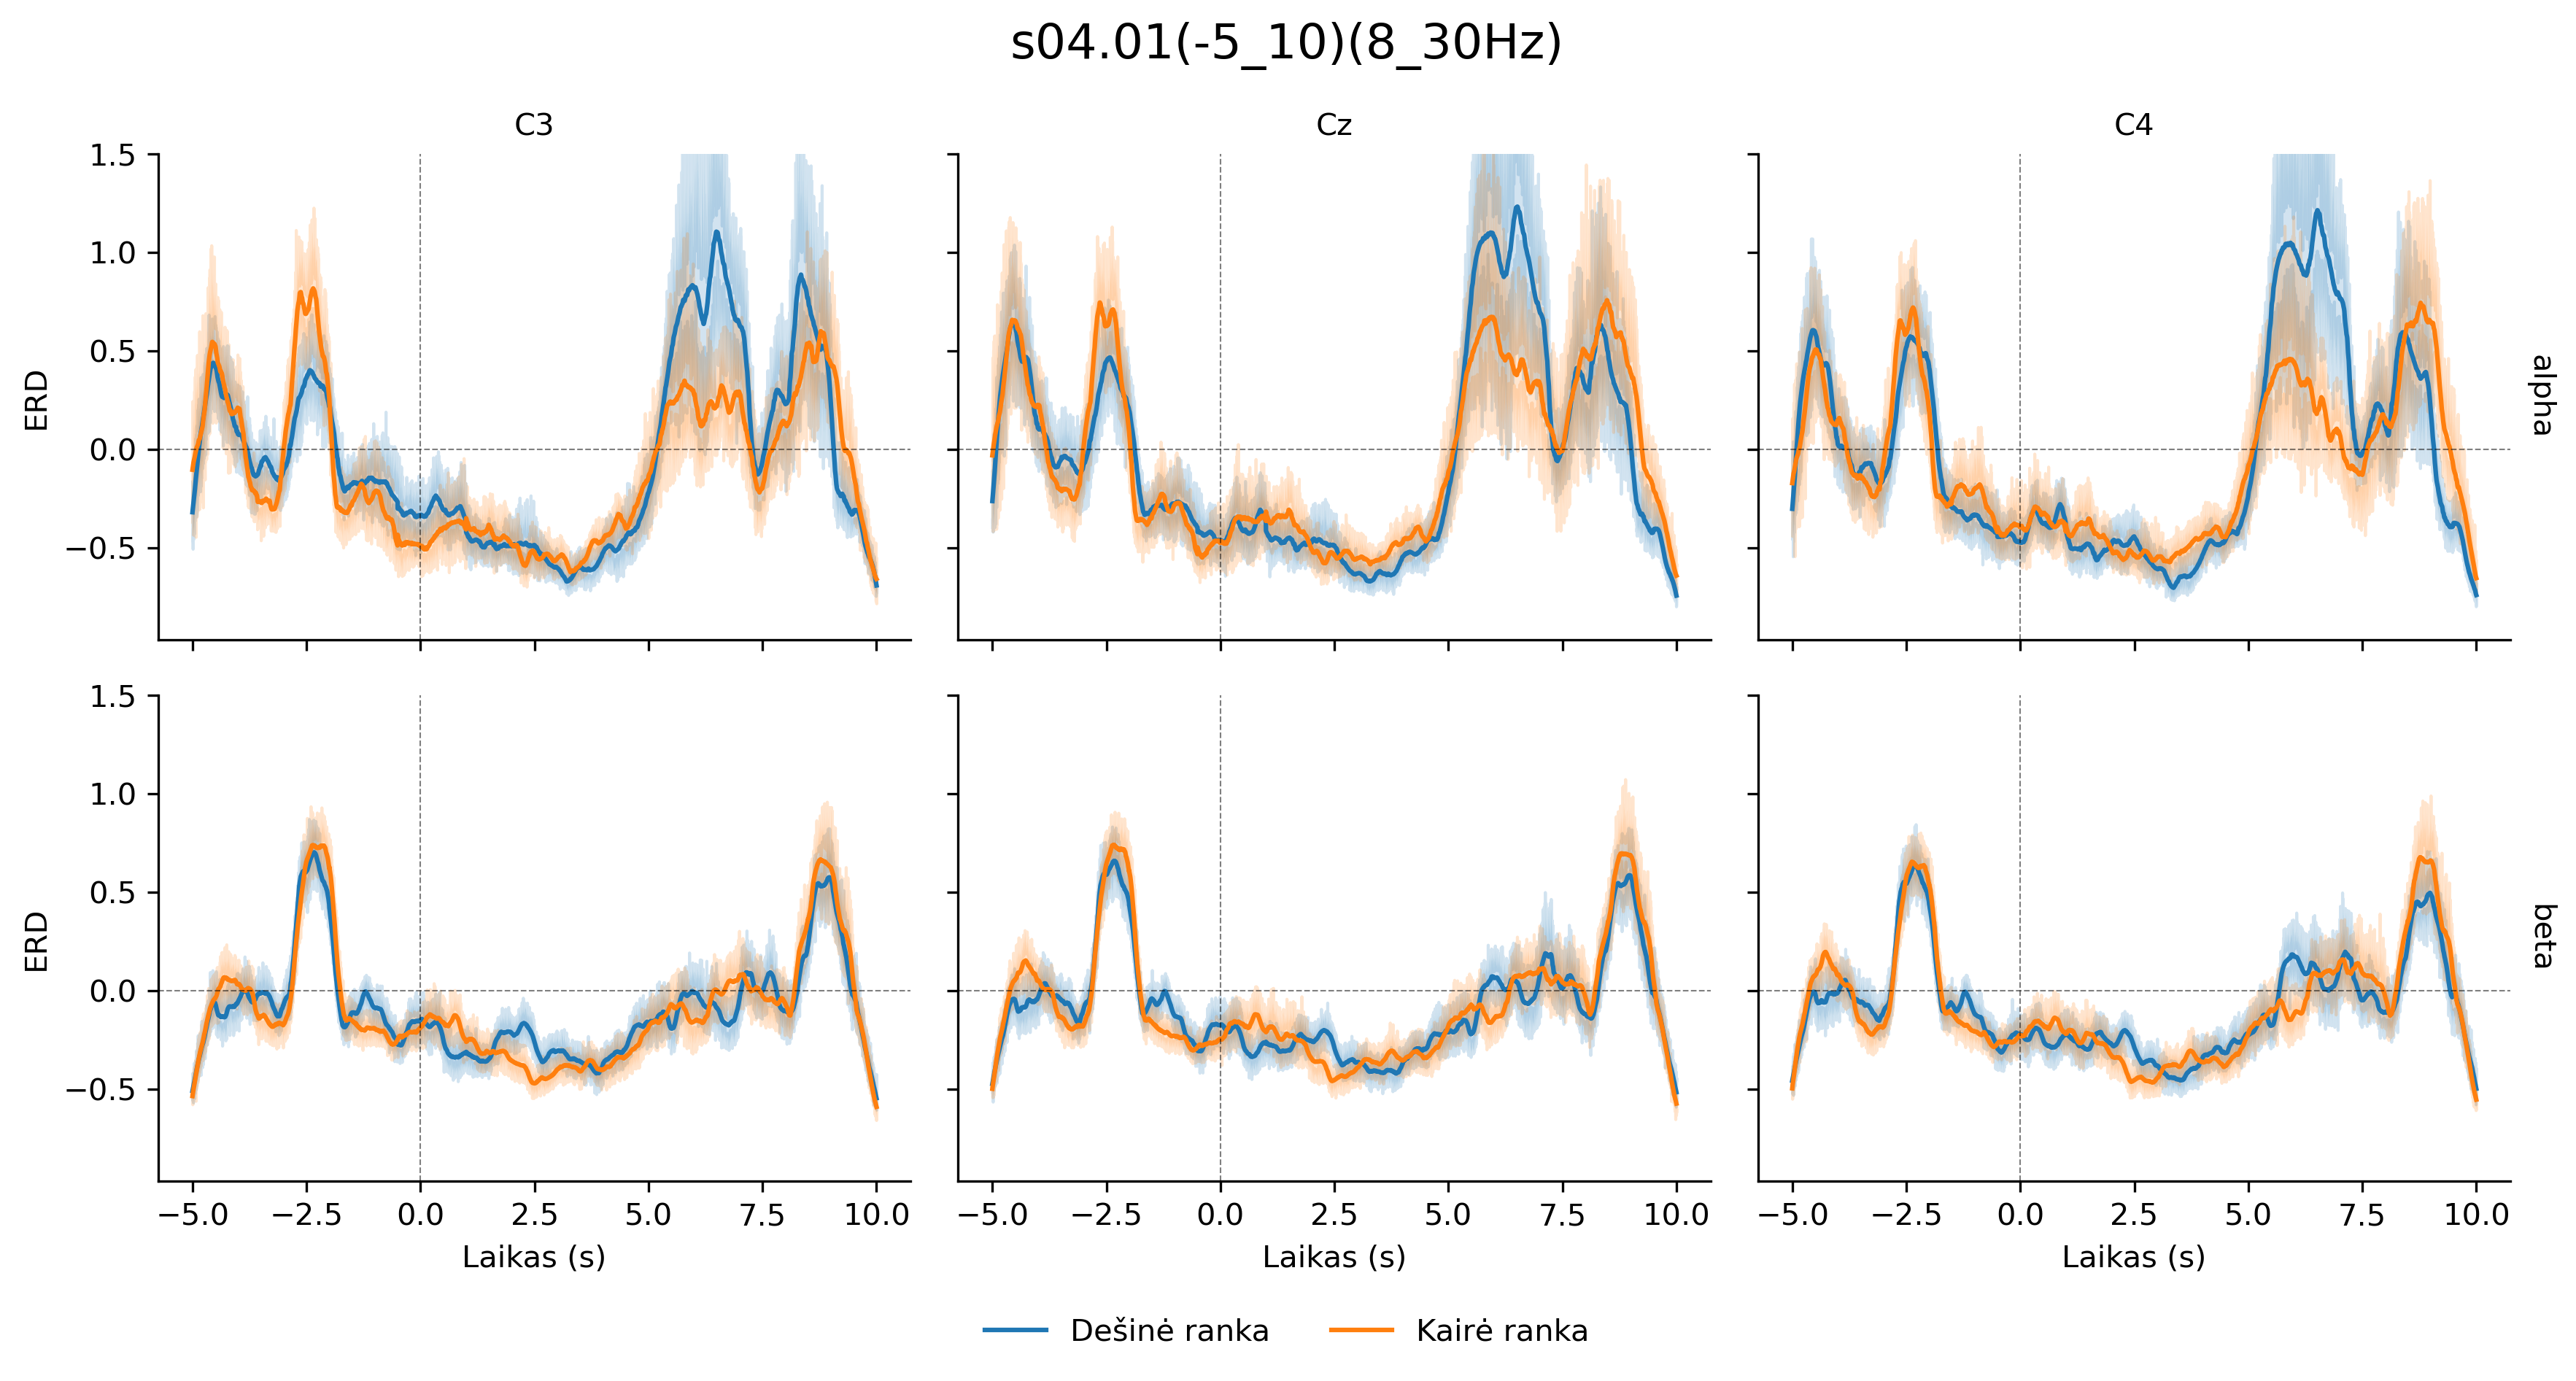 s04.01(-5_10)(8_30Hz)
C3 Cz C4
1.5
1.0
0.5
0.0
−0.5
ERD
alpha
1.5
1.0
0.5
0.0
−0.5
ERD
beta
−5.0 −2.5 0.0 2.5 5.0 7.5 10.0 −5.0 −2.5 0.0 2.5 5.0 7.5 10.0 −5.0 −2.5 0.0 2.5 5.0 7.5 10.0
Laikas (s) Laikas (s) Laikas (s)
Dešinė ranka Kairė ranka